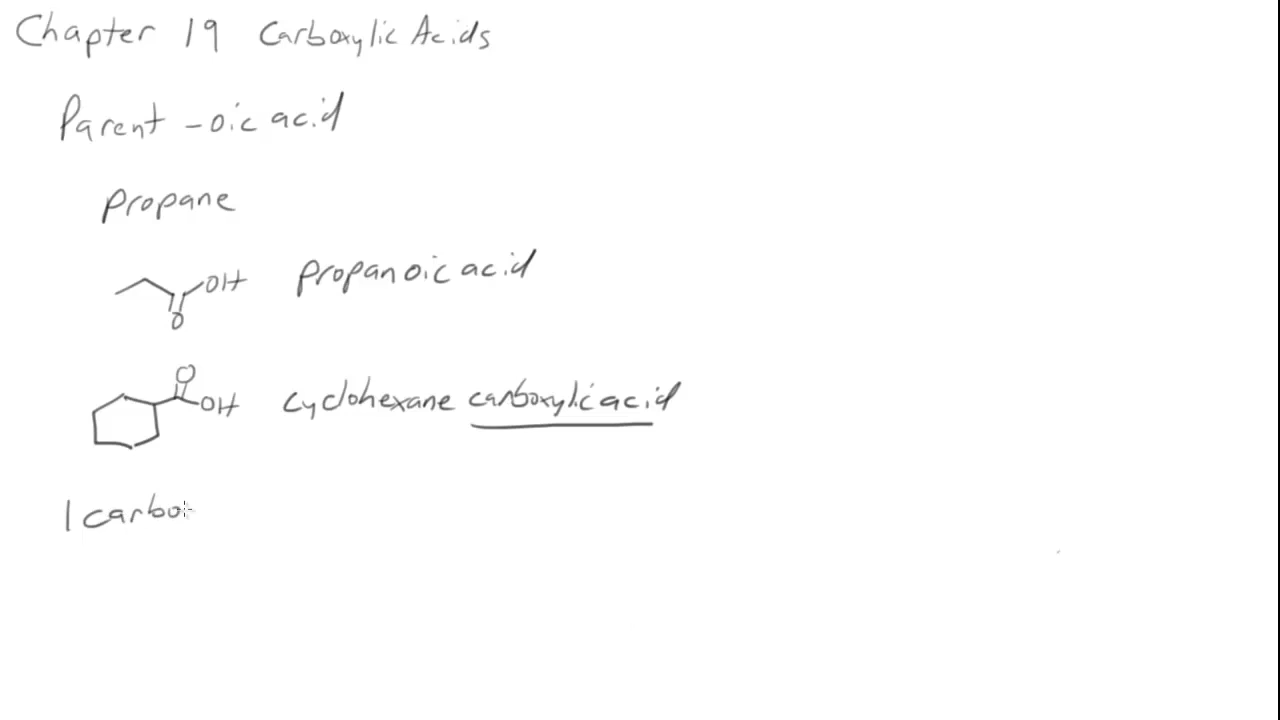 Chapter 19 Carboxylic Acids
Parent -oic acid
propane
OH propanoic acid
O
O
OH cyclohexane carboxylic acid
1 carbo